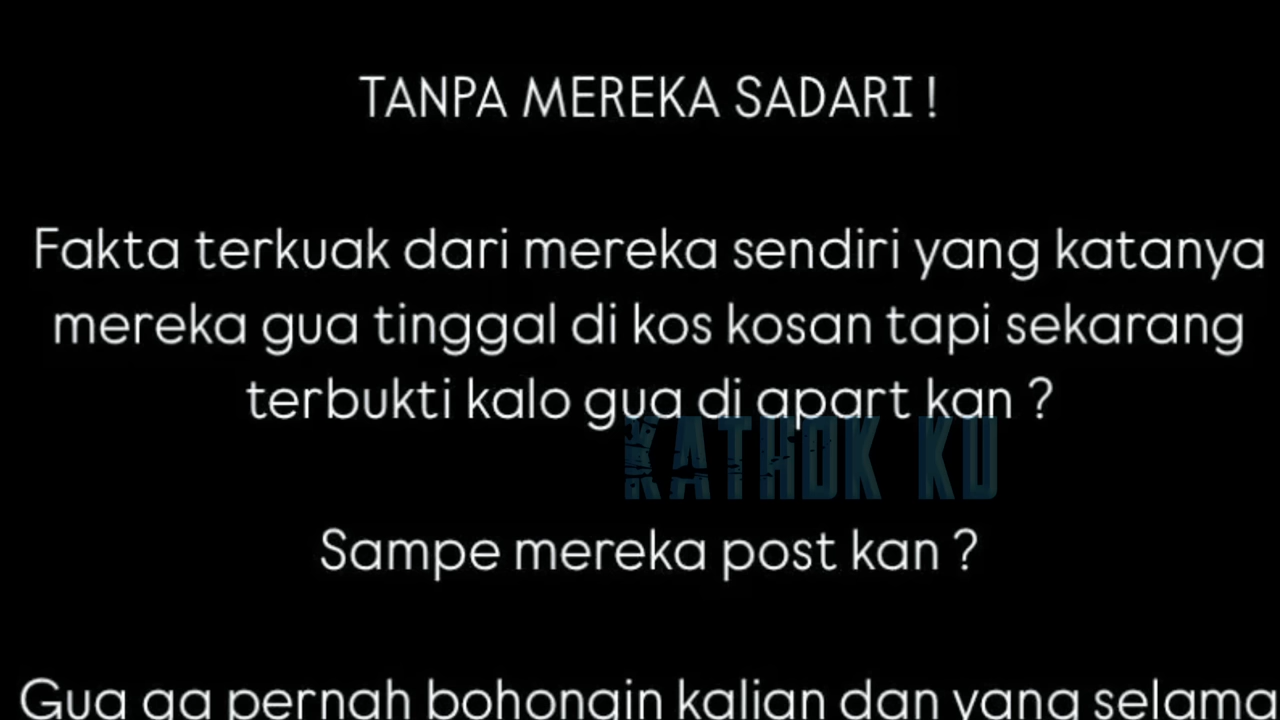 TANPA MEREKA SADARI !
Fakta terkuak dari mereka sendiri yang katanya
mereka gua tinggal di kos kosan tapi sekarang
terbukti kalo gua di apart kan ?
KATHOK KU
Sampe mereka post kan ?
Gua ga pernah bohongin kalian dan yang selama